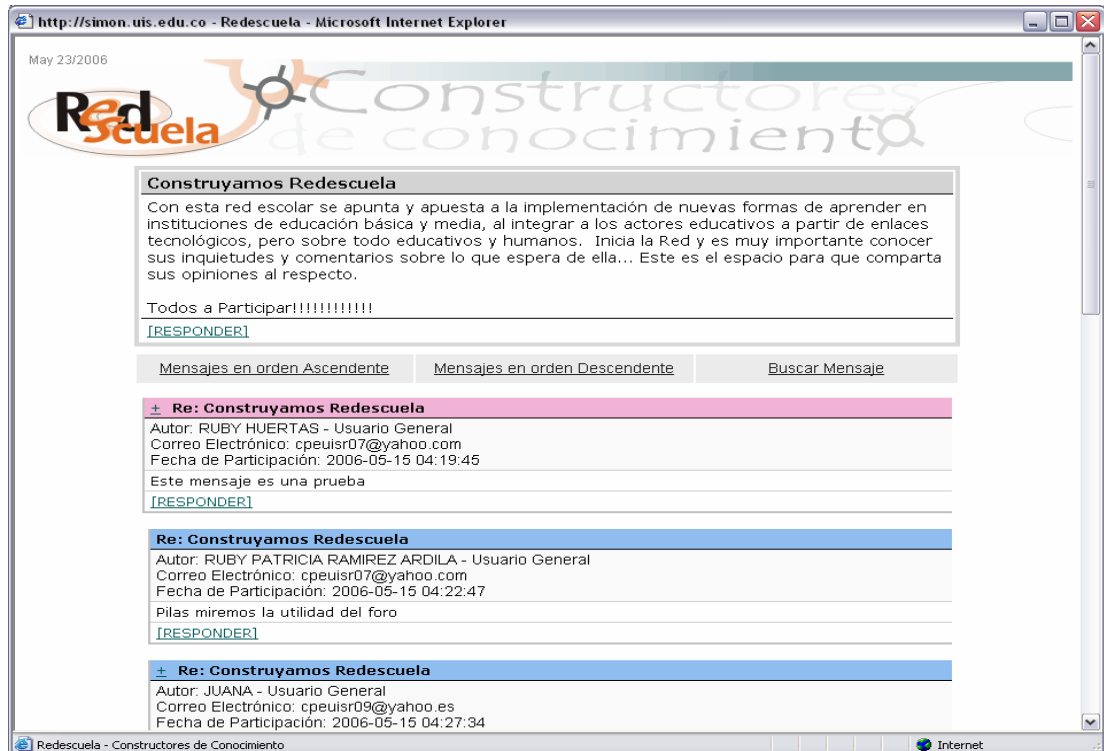 http://simon.uis.edu.co - Redescuela - Microsoft Internet Explorer
May 23/2006
Red Escuela
Constructores
de conocimiento
Construyamos Redescuela
Con esta red escolar se apunta y apuesta a la implementación de nuevas formas de aprender en
instituciones de educación básica y media, al integrar a los actores educativos a partir de enlaces
tecnológicos, pero sobre todo educativos y humanos. Inicia la Red y es muy importante conocer
sus inquietudes y comentarios sobre lo que espera de ella... Este es el espacio para que comparta
sus opiniones al respecto.
Todos a Participar!!!!!!!!!!!!
[RESPONDER]
Mensajes en orden Ascendente Mensajes en orden Descendente Buscar Mensaje
+ Re: Construyamos Redescuela
Autor: RUBY HUERTAS - Usuario General
Correo Electrónico: cpeuisr07@yahoo.com
Fecha de Participación: 2006-05-15 04:19:45
Este mensaje es una prueba
[RESPONDER]
Re: Construyamos Redescuela
Autor: RUBY PATRICIA RAMIREZ ARDILA - Usuario General
Correo Electrónico: cpeuisr07@yahoo.com
Fecha de Participación: 2006-05-15 04:22:47
Pilas miremos la utilidad del foro
[RESPONDER]
+ Re: Construyamos Redescuela
Autor: JUANA - Usuario General
Correo Electrónico: cpeuisr09@yahoo.es
Fecha de Participación: 2006-05-15 04:27:34
Redescuela - Constructores de Conocimiento Internet